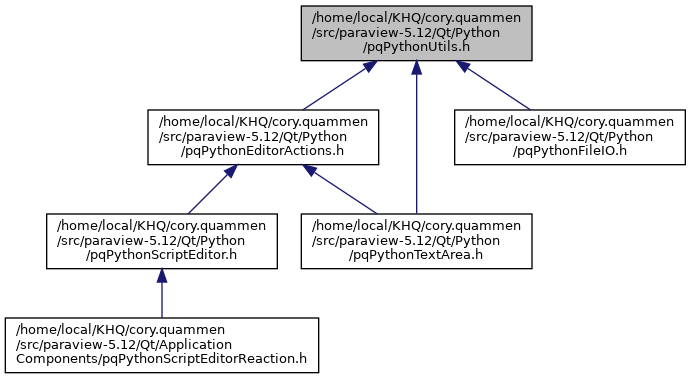 /home/local/KHQ/cory.quammen
/src/paraview-5.12/Qt/Python
/pqPythonUtils.h
/home/local/KHQ/cory.quammen
/src/paraview-5.12/Qt/Python
/pqPythonEditorActions.h
/home/local/KHQ/cory.quammen
/src/paraview-5.12/Qt/Python
/pqPythonFileIO.h
/home/local/KHQ/cory.quammen
/src/paraview-5.12/Qt/Python
/pqPythonScriptEditor.h
/home/local/KHQ/cory.quammen
/src/paraview-5.12/Qt/Python
/pqPythonTextArea.h
/home/local/KHQ/cory.quammen
/src/paraview-5.12/Qt/Application
Components/pqPythonScriptEditorReaction.h